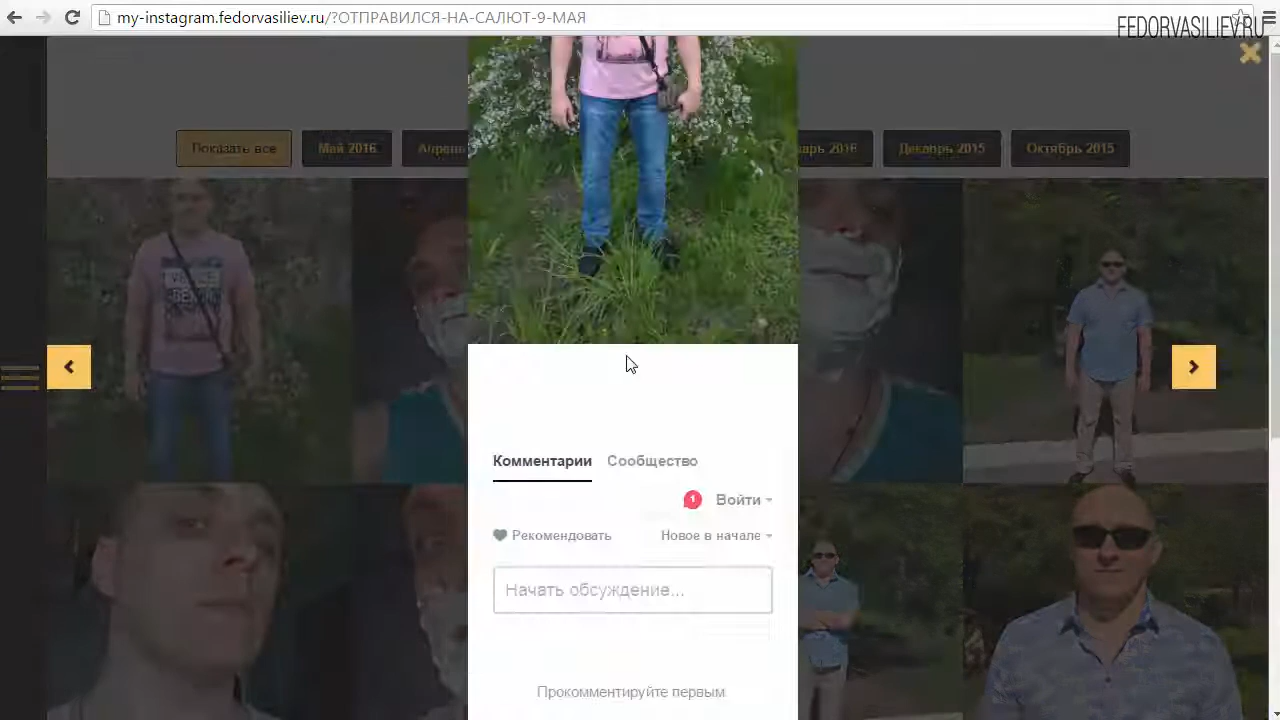 my-instagram.fedorvasiliev.ru/?ОТПРАВИЛСЯ-НА-САЛЮТ-9-МАЯ
FEDORVASILIEV.RU
Показать все
Май 2016
Декабрь 2015
Октябрь 2015
Комментарии
Сообщество
1
Войти
Рекомендовать
Новое в начале
Начать обсуждение...
Прокомментируйте первым